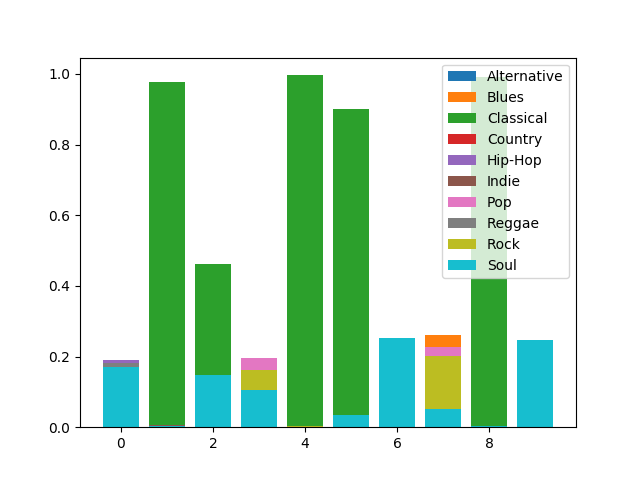 1.0
0.8
0.6
0.4
0.2
0.0
0 2 4 6 8
Alternative
Blues
Classical
Country
Hip-Hop
Indie
Pop
Reggae
Rock
Soul